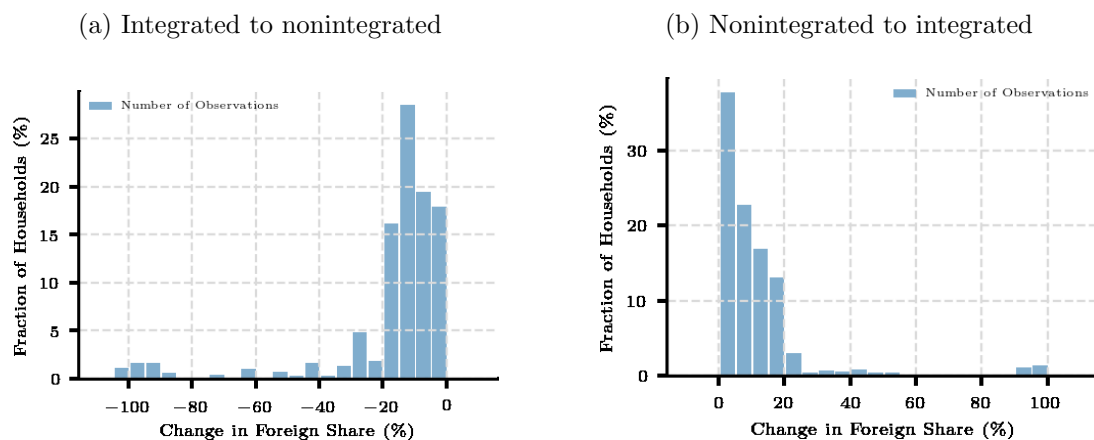 (a) Integrated to nonintegrated
Number of Observations
Fraction of Households (%)
25
20
15
10
5
0
−100 −80 −60 −40 −20 0
Change in Foreign Share (%)
(b) Nonintegrated to integrated
Number of Observations
Fraction of Households (%)
30
20
10
0
0 20 40 60 80 100
Change in Foreign Share (%)